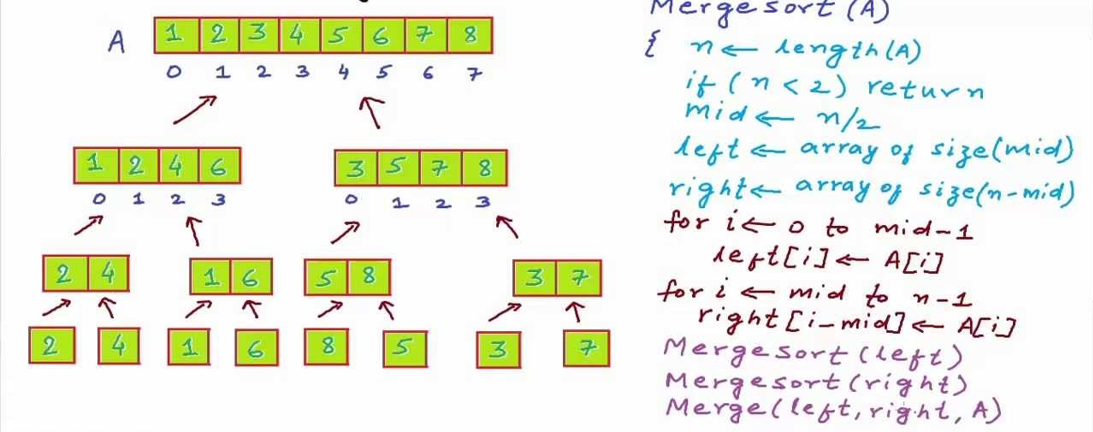 Mergesort(A)
A 1 2 3 4 5 6 7 8
0 1 2 3 4 5 6 7
1 2 4 6
0 1 2 3
3 5 7 8
0 1 2 3
2 4
1 6
5 8
3 7
2 4 1 6 8 5 3 7
{ n ← length(A)
if (n < 2) return n
mid ← n/2
left ← array of size(mid)
right ← array of size(n-mid)
for i ← 0 to mid-1
left[i] ← A[i]
for i ← mid to n-1
right[i-mid] ← A[i]
Mergesort(left)
Mergesort(right)
Merge(left, right, A)